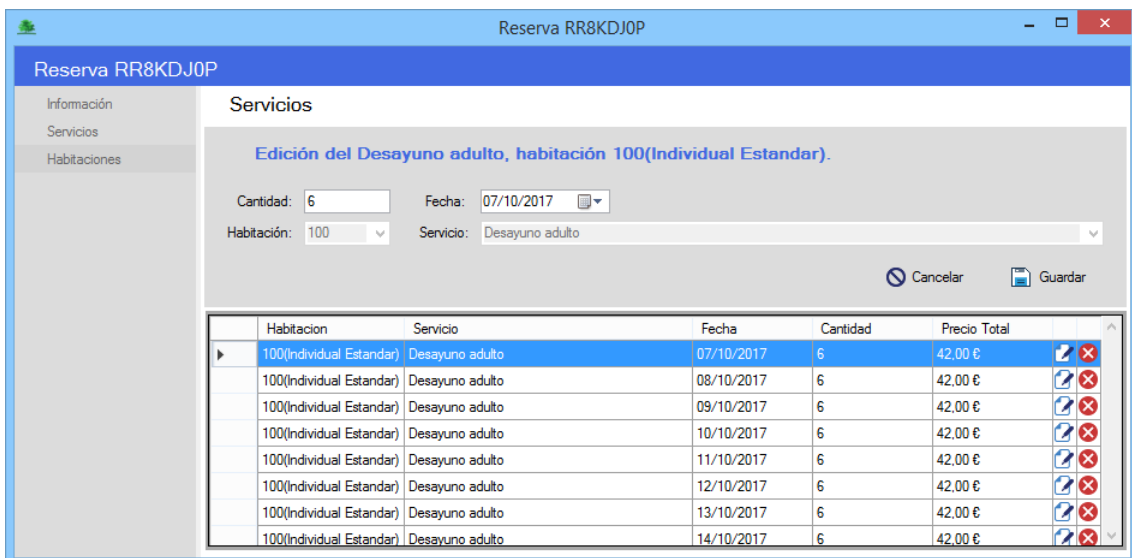 Reserva RR8KDJ0P
Reserva RR8KDJ0P
Información
Servicios
Habitaciones
Servicios
Edición del Desayuno adulto, habitación 100(Individual Estandar).
Cantidad: 6 Fecha: 07/10/2017
Habitación: 100 Servicio: Desayuno adulto
Cancelar Guardar
Habitacion Servicio Fecha Cantidad Precio Total
100(Individual Estandar) Desayuno adulto 07/10/2017 6 42,00 €
100(Individual Estandar) Desayuno adulto 08/10/2017 6 42,00 €
100(Individual Estandar) Desayuno adulto 09/10/2017 6 42,00 €
100(Individual Estandar) Desayuno adulto 10/10/2017 6 42,00 €
100(Individual Estandar) Desayuno adulto 11/10/2017 6 42,00 €
100(Individual Estandar) Desayuno adulto 12/10/2017 6 42,00 €
100(Individual Estandar) Desayuno adulto 13/10/2017 6 42,00 €
100(Individual Estandar) Desayuno adulto 14/10/2017 6 42,00 €